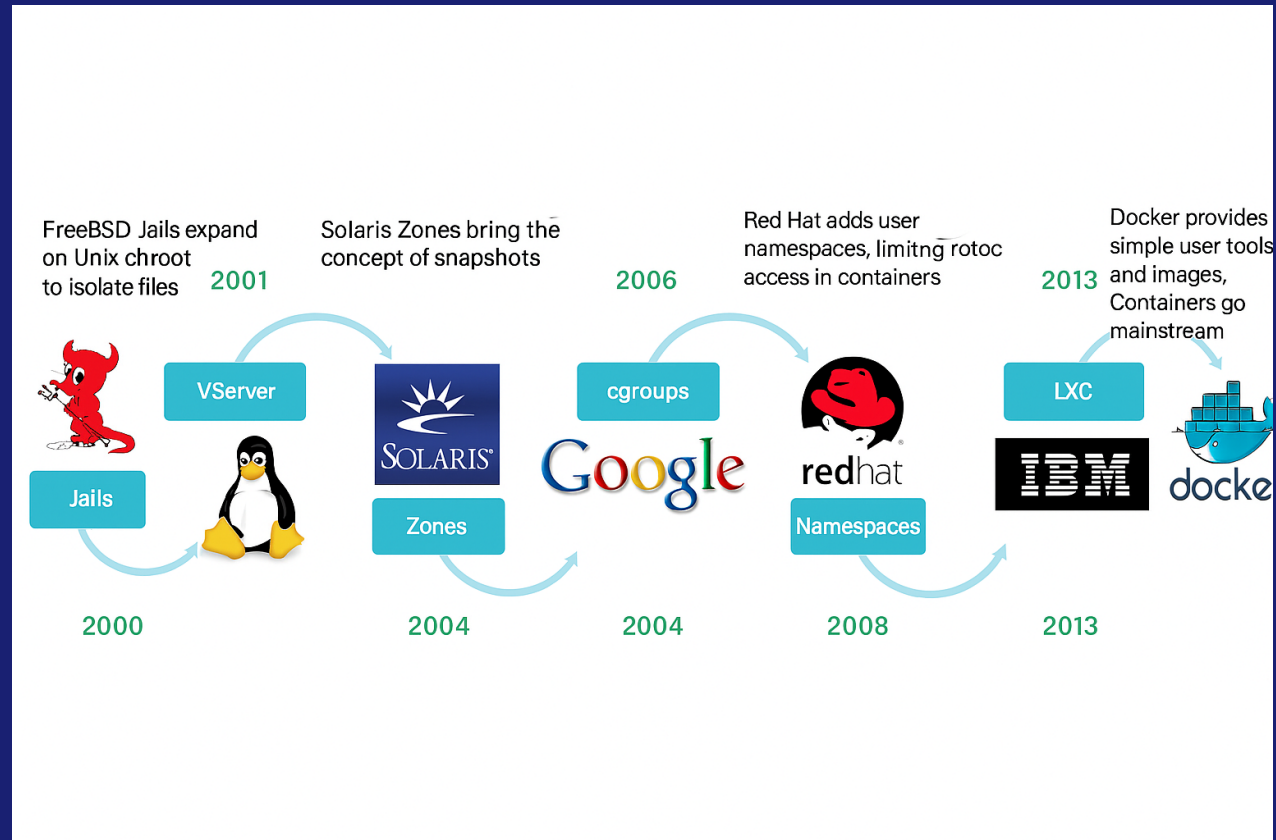 FreeBSD Jails expand
on Unix chroot
to isolate files
2001
Solaris Zones bring the
concept of snapshots
2006
Red Hat adds user
namespaces, limitng rotoc
access in containers
2013
Docker provides
simple user tools
and images,
Containers go
mainstream
VServer
cgroups
LXC
SOLARIS
Google
redhat
®
IBM
docke
Jails
Zones
Namespaces
2000
2004
2004
2008
2013